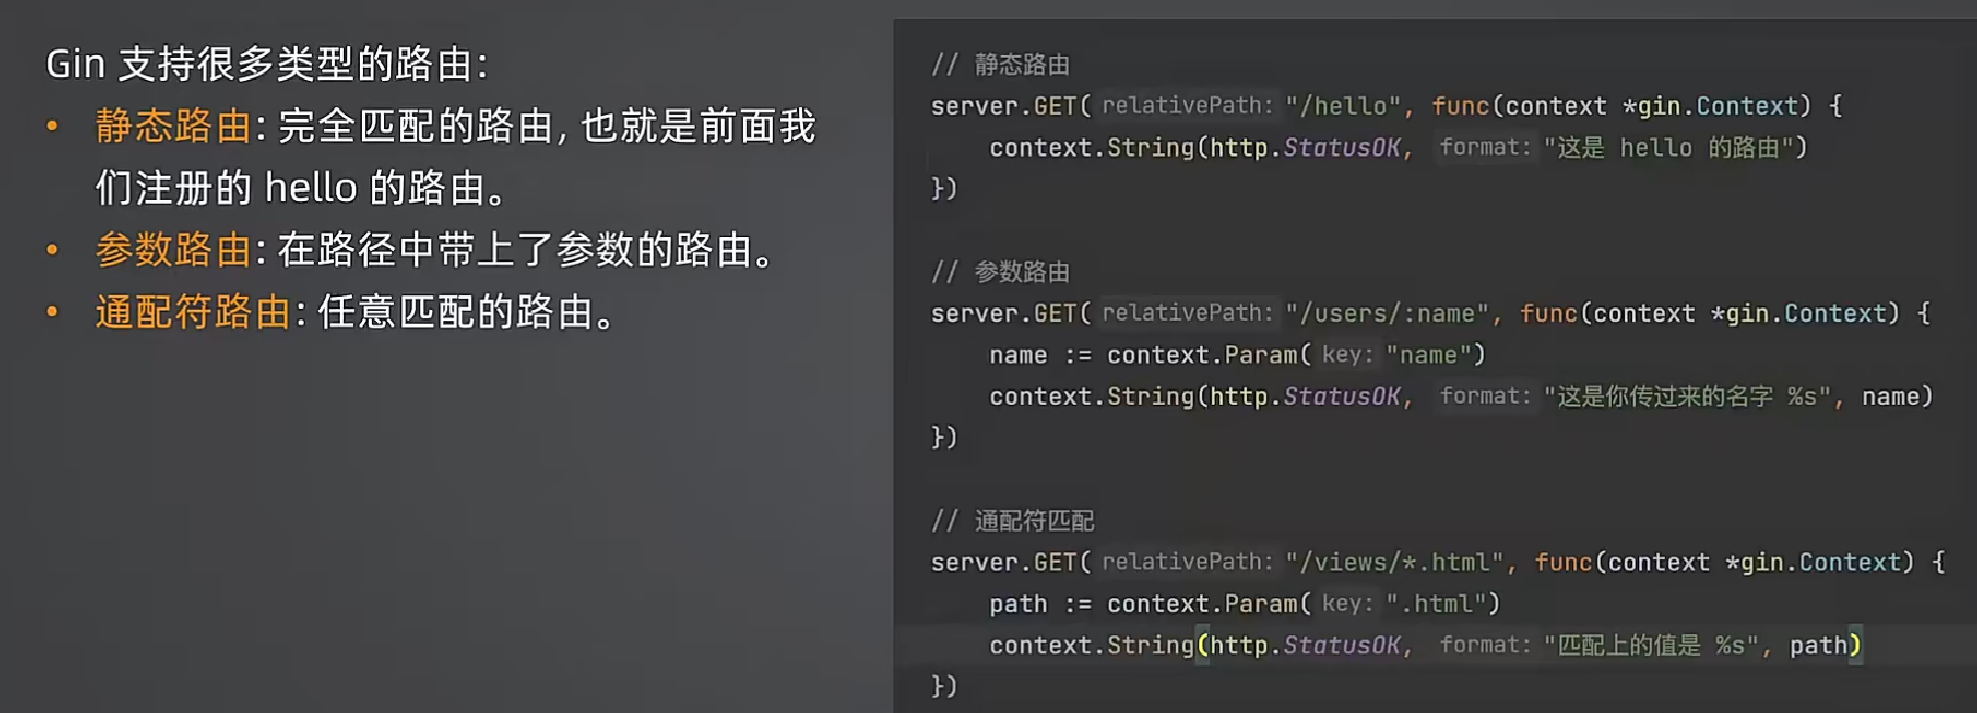 Gin 支持很多类型的路由：
• 静态路由：完全匹配的路由，也就是前面我
们注册的 hello 的路由。
• 参数路由：在路径中带上了参数的路由。
• 通配符路由：任意匹配的路由。
// 静态路由
server.GET( relativePath: "/hello", func(context *gin.Context) {
    context.String(http.StatusOK, format: "这是 hello 的路由")
})
// 参数路由
server.GET( relativePath: "/users/:name", func(context *gin.Context) {
    name := context.Param( key: "name")
    context.String(http.StatusOK, format: "这是你传过来的名字 %s", name)
})
// 通配符匹配
server.GET( relativePath: "/views/*.html", func(context *gin.Context) {
    path := context.Param( key: ".html")
    context.String(http.StatusOK, format: "匹配上的值是 %s", path)
})